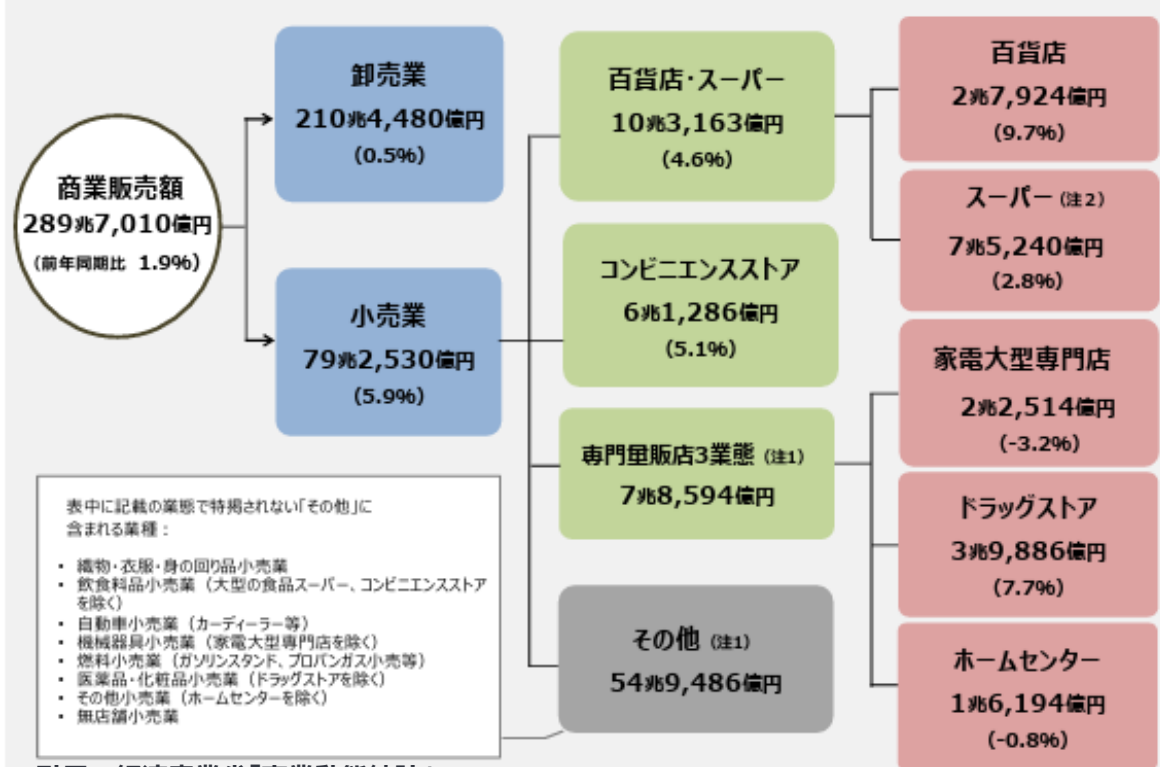 商業販売額
289兆7,010億円
(前年同期比 1.9%)
卸売業
210兆4,480億円
(0.5%)
小売業
79兆2,530億円
(5.9%)
百貨店・スーパー
10兆3,163億円
(4.6%)
コンビニエンスストア
6兆1,286億円
(5.1%)
専門量販店3業態 (注1)
7兆8,594億円
その他 (注1)
54兆9,486億円
百貨店
2兆7,924億円
(9.7%)
スーパー (注2)
7兆5,240億円
(2.8%)
家電大型専門店
2兆2,514億円
(-3.2%)
ドラッグストア
3兆9,886億円
(7.7%)
ホームセンター
1兆6,194億円
(-0.8%)
表中に記載の業態で特掲されない「その他」に
含まれる業種:
・ 織物・衣服・身の回り品小売業
・ 飲食料品小売業 (大型の食品スーパー、コンビニエンスストア
を除く)
・ 自動車小売業 (カーディーラー等)
・ 機械器具小売業 (家電大型専門店を除く)
・ 燃料小売業 (ガソリンスタンド、プロパンガス小売等)
・ 医薬品・化粧品小売業 (ドラッグストアを除く)
・ その他小売業 (ホームセンターを除く)
・ 無店舗小売業